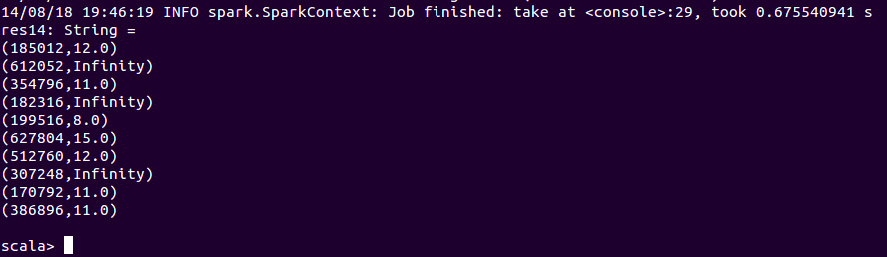 14/08/18 19:46:19 INFO spark.SparkContext: Job finished: take at <console>:29, took 0.675540941 s
res14: String =
(185012,12.0)
(612052,Infinity)
(354796,11.0)
(182316,Infinity)
(199516,8.0)
(627804,15.0)
(512760,12.0)
(307248,Infinity)
(170792,11.0)
(386896,11.0)
scala>